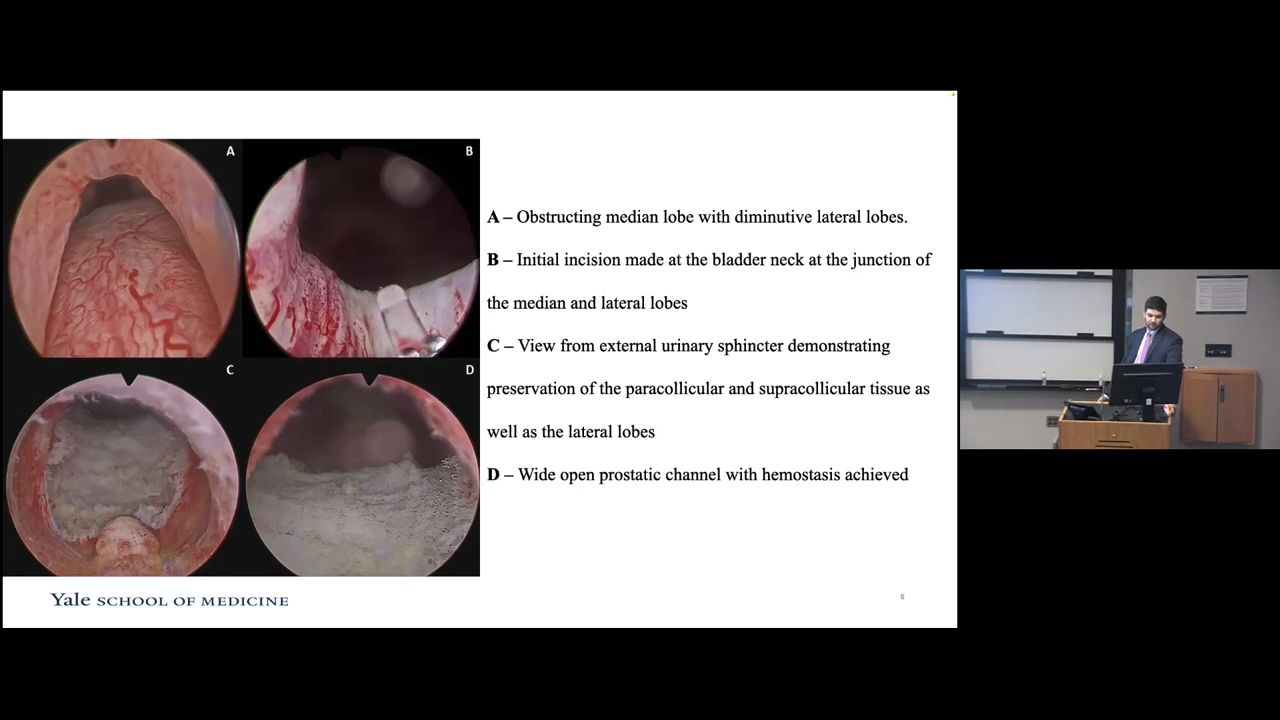 A
B
C
D
A – Obstructing median lobe with diminutive lateral lobes.
B – Initial incision made at the bladder neck at the junction of
the median and lateral lobes
C – View from external urinary sphincter demonstrating
preservation of the paracollicular and supracollicular tissue as
well as the lateral lobes
D – Wide open prostatic channel with hemostasis achieved
Yale SCHOOL OF MEDICINE
6